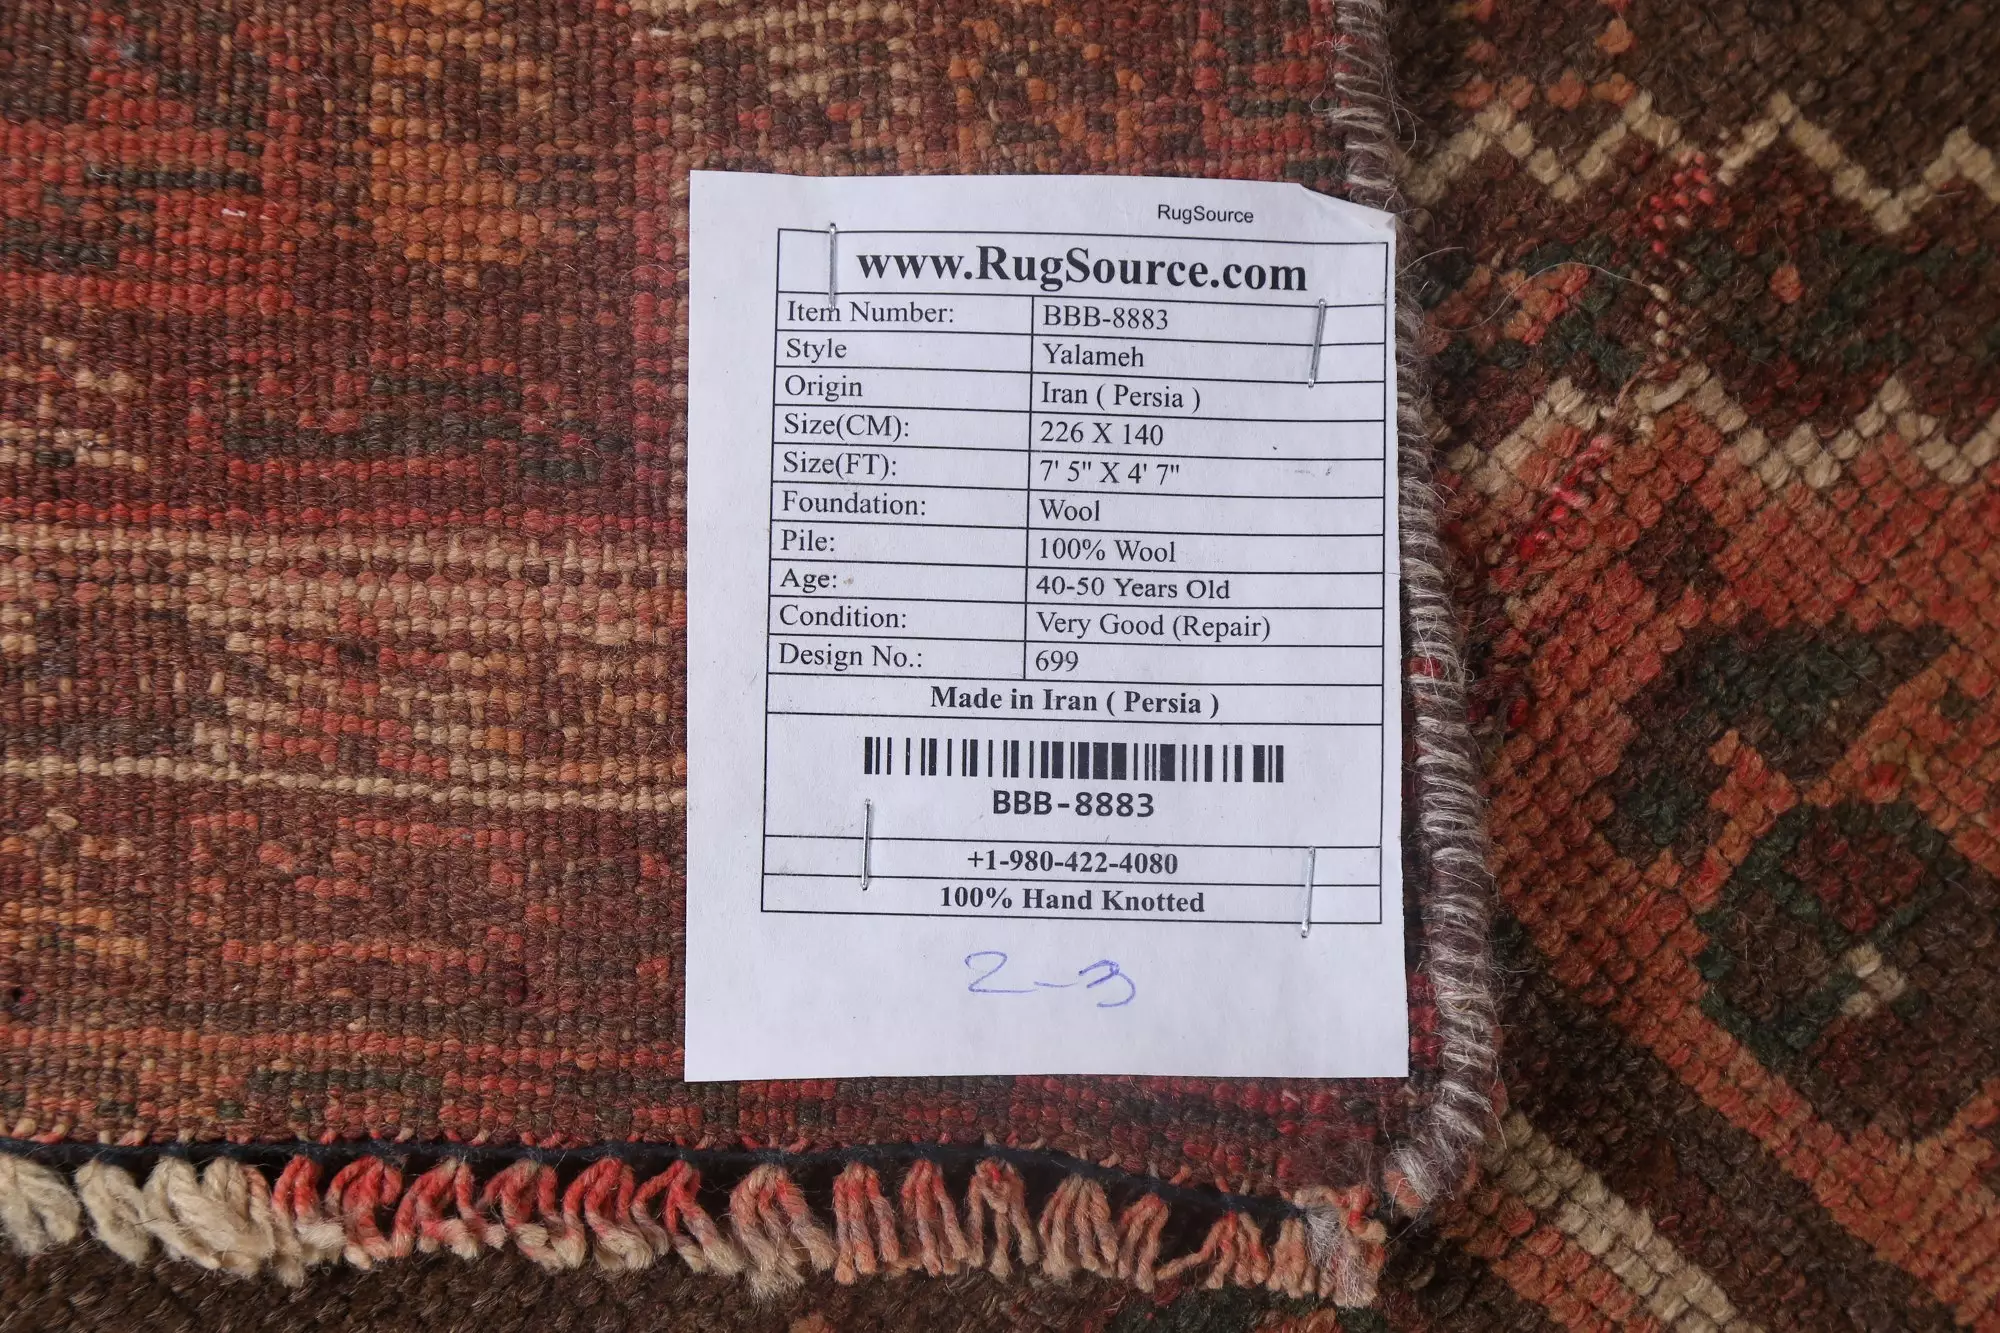 RugSource
www.RugSource.com
Item Number: BBB-8883
Style Yalameh
Origin Iran ( Persia )
Size(CM): 226 X 140
Size(FT): 7' 5" X 4' 7"
Foundation: Wool
Pile: 100% Wool
Age: 40-50 Years Old
Condition: Very Good (Repair)
Design No.: 699
Made in Iran ( Persia )
BBB-8883
+1-980-422-4080
100% Hand Knotted
2-3